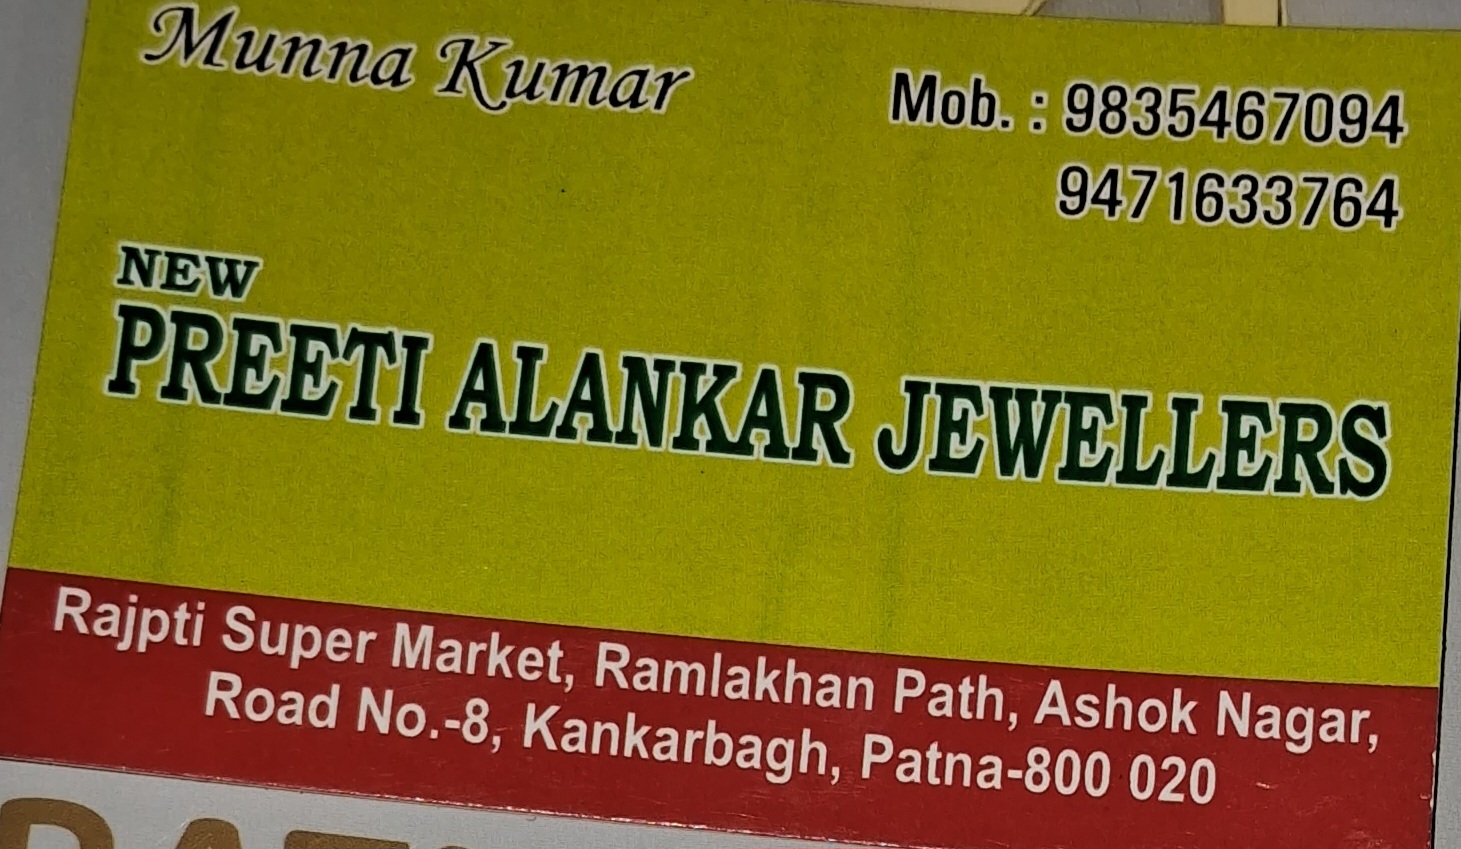 Munna Kumar
Mob. : 9835467094
9471633764
NEW
PREETI ALANKAR JEWELLERS
Rajpti Super Market, Ramlakhan Path, Ashok Nagar,
Road No.-8, Kankarbagh, Patna-800 020